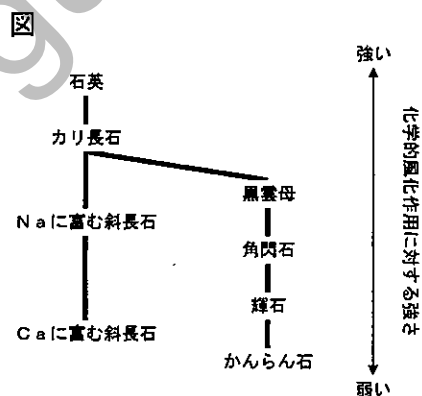 図
強い
石英
カリ長石
黒雲母
Naに富む斜長石
角閃石
輝石
Caに富む斜長石
かんらん石
弱い
化学的風化作用に対する強さ